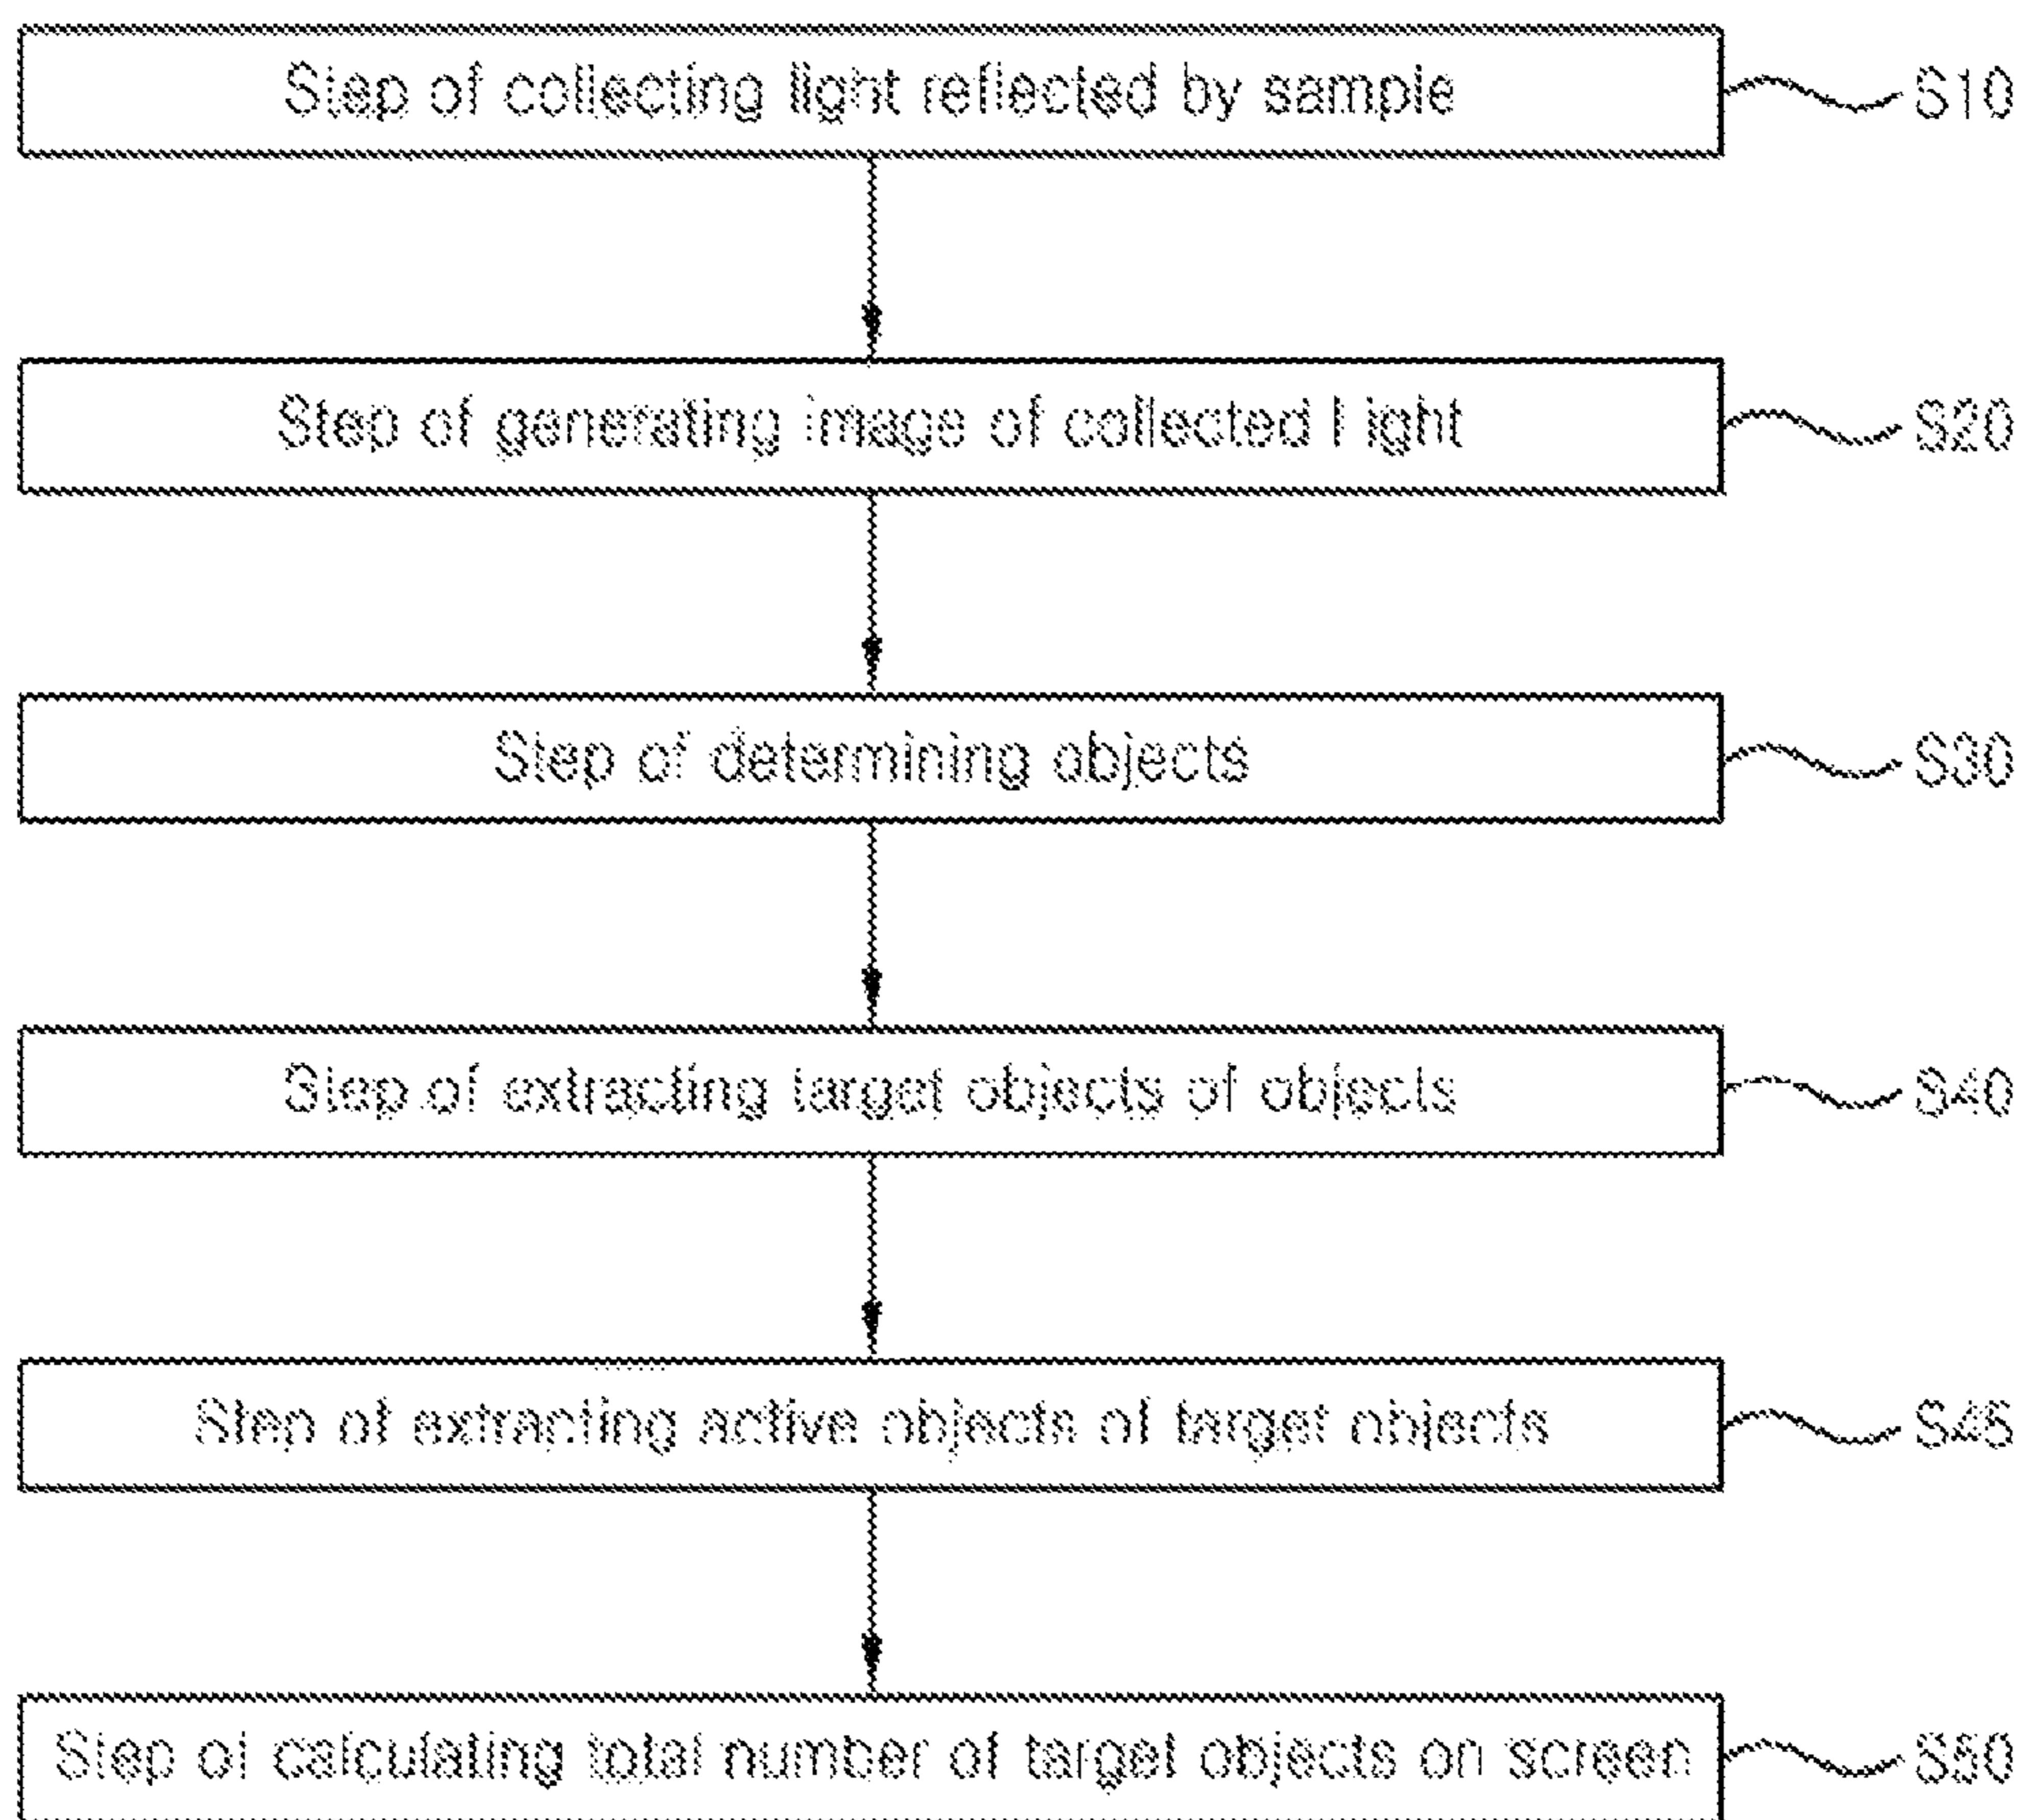 Step of collecting light reflected by sample S10
Step of generating image of collected light S20
Step of determining objects S30
Step of extracting target objects of objects S40
Step of extracting active objects of target objects S45
Step of calculating total number of target objects on screen S50